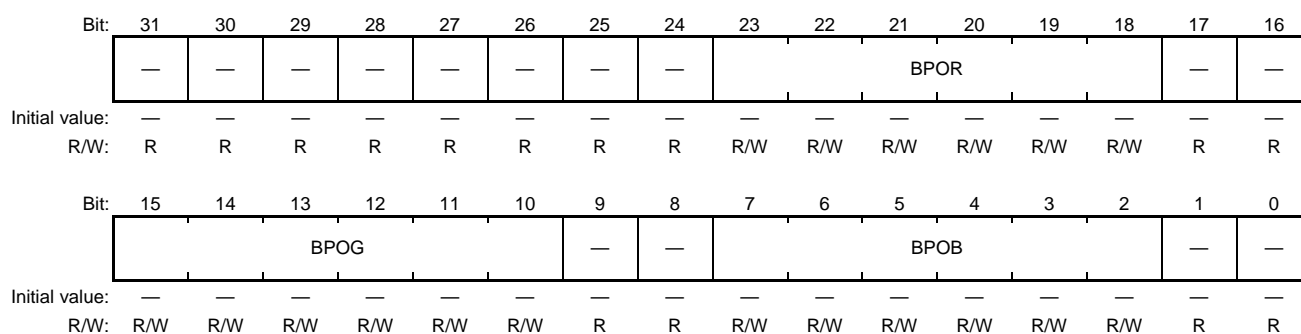 Bit: 31 30 29 28 27 26 25 24 23 22 21 20 19 18 17 16
— — — — — — — — BPOR — —
Initial value: — — — — — — — — — — — — — — — —
R/W: R R R R R R R R R/W R/W R/W R/W R/W R/W R R
Bit: 15 14 13 12 11 10 9 8 7 6 5 4 3 2 1 0
BPOG — — BPOB — —
Initial value: — — — — — — — — — — — — — — — —
R/W: R/W R/W R/W R/W R/W R/W R R R/W R/W R/W R/W R/W R/W R R